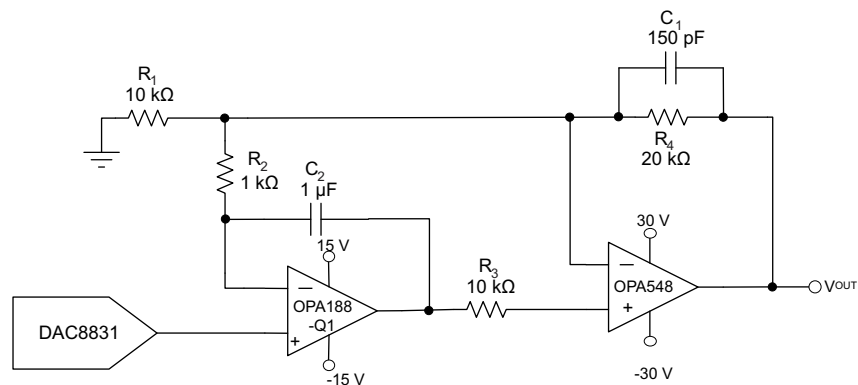 C1
150 pF
R1
10 kΩ
R4
20 kΩ
R2
1 kΩ
C2
1 µF
15 V
30 V
R3
10 kΩ
OPA188
-Q1
OPA548
VOUT
DAC8831
-15 V
-30 V